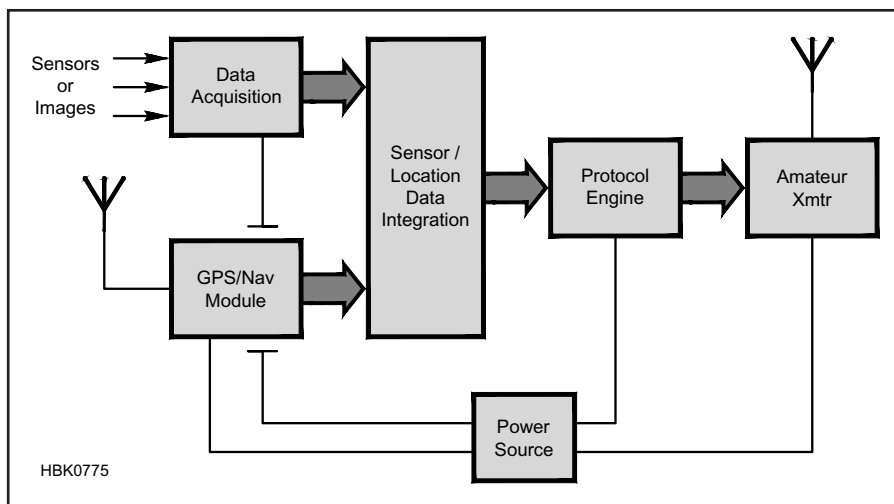 Sensors
or
Images
Data
Acquisition
GPS/Nav
Module
Sensor /
Location
Data
Integration
Protocol
Engine
Amateur
Xmtr
Power
Source
HBK0775